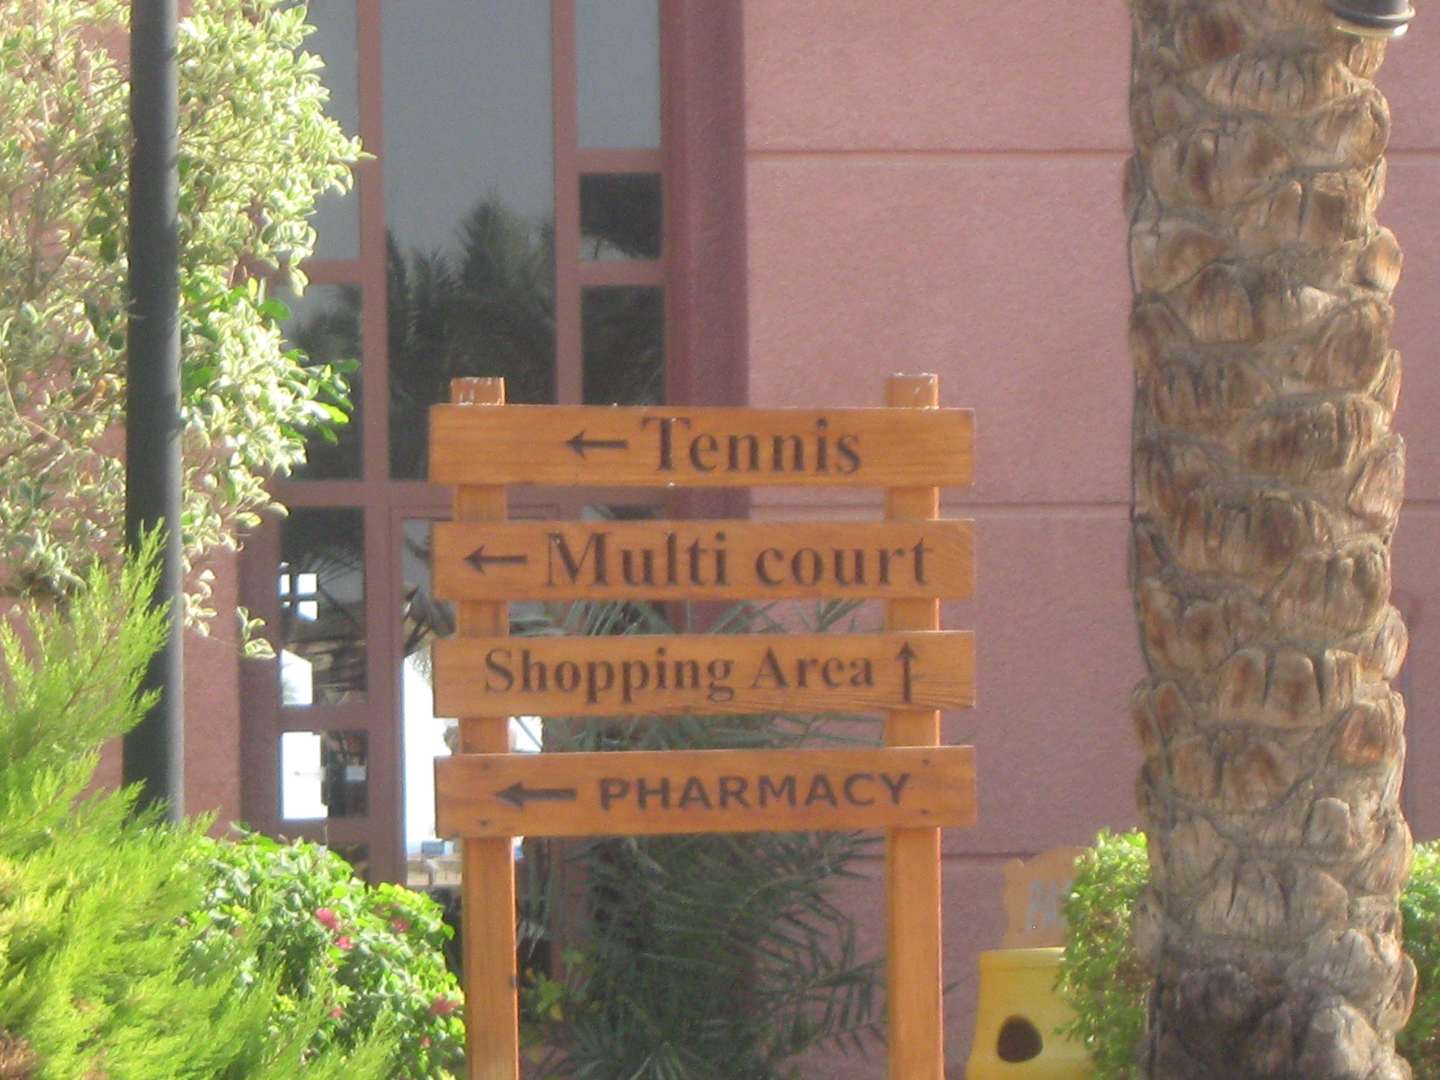 ← Tennis
← Multi court
Shopping Area ↑
← PHARMACY